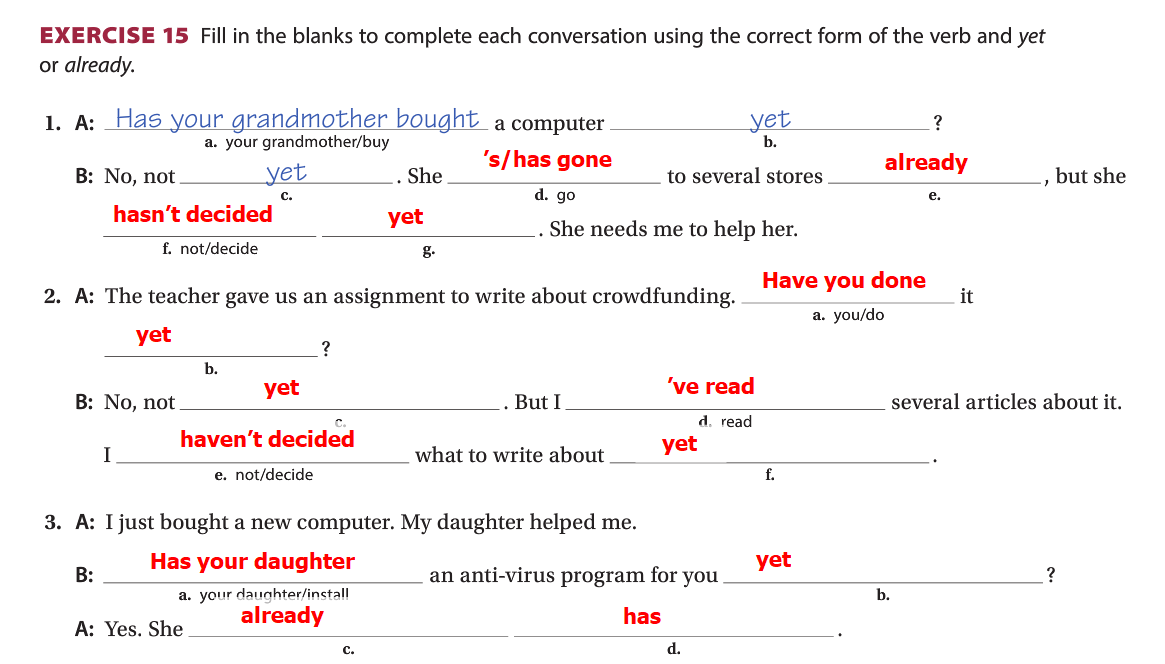 EXERCISE 15 Fill in the blanks to complete each conversation using the correct form of the verb and yet
or already.
1. A: Has your grandmother bought a computer yet ?
a. your grandmother/buy b.
B: No, not yet . She ’s/has gone to several stores already , but she
c. d. go e.
hasn’t decided yet . She needs me to help her.
f. not/decide g.
2. A: The teacher gave us an assignment to write about crowdfunding. Have you done it
a. you/do
yet ?
b.
B: No, not yet . But I ’ve read several articles about it.
c. d. read
I haven’t decided what to write about yet .
e. not/decide f.
3. A: I just bought a new computer. My daughter helped me.
B: Has your daughter an anti-virus program for you yet ?
a. your daughter/install b.
A: Yes. She already has .
c. d.